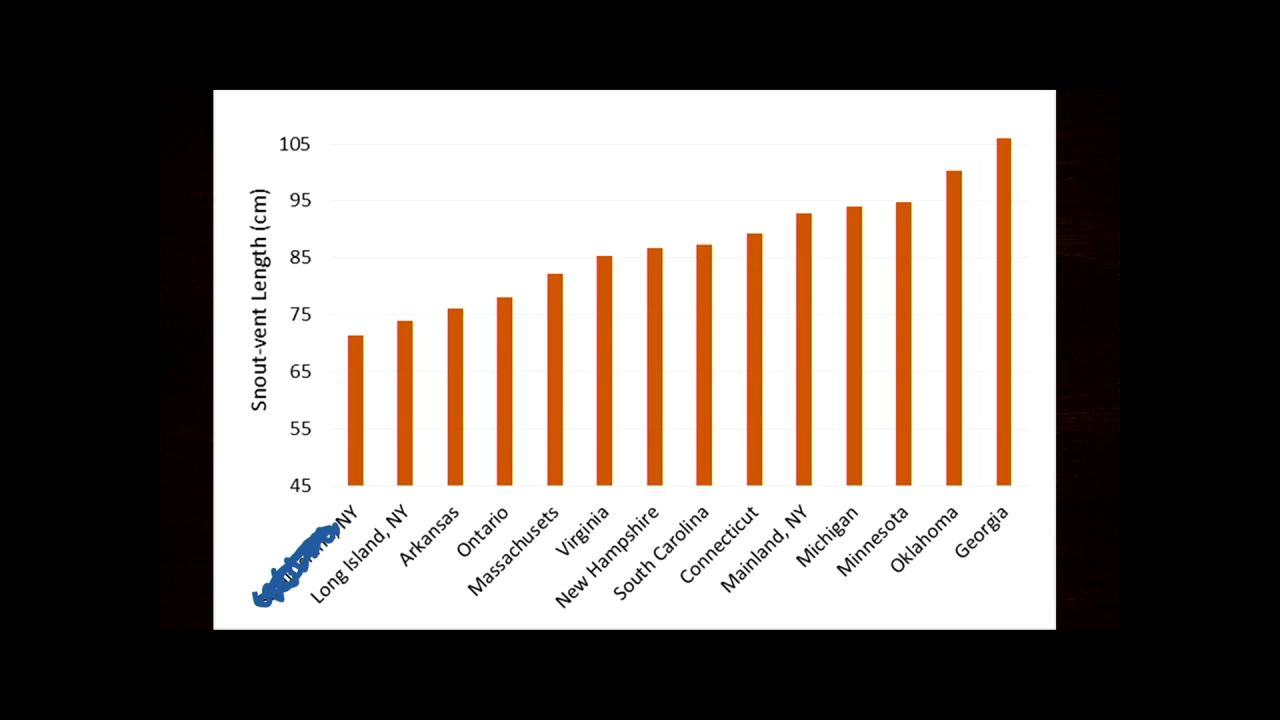 105
95
85
75
65
55
45
Snout-vent Length (cm)
NY
Long Island, NY
Arkansas
Ontario
Massachusets
Virginia
New Hampshire
South Carolina
Connecticut
Mainland, NY
Michigan
Minnesota
Oklahoma
Georgia